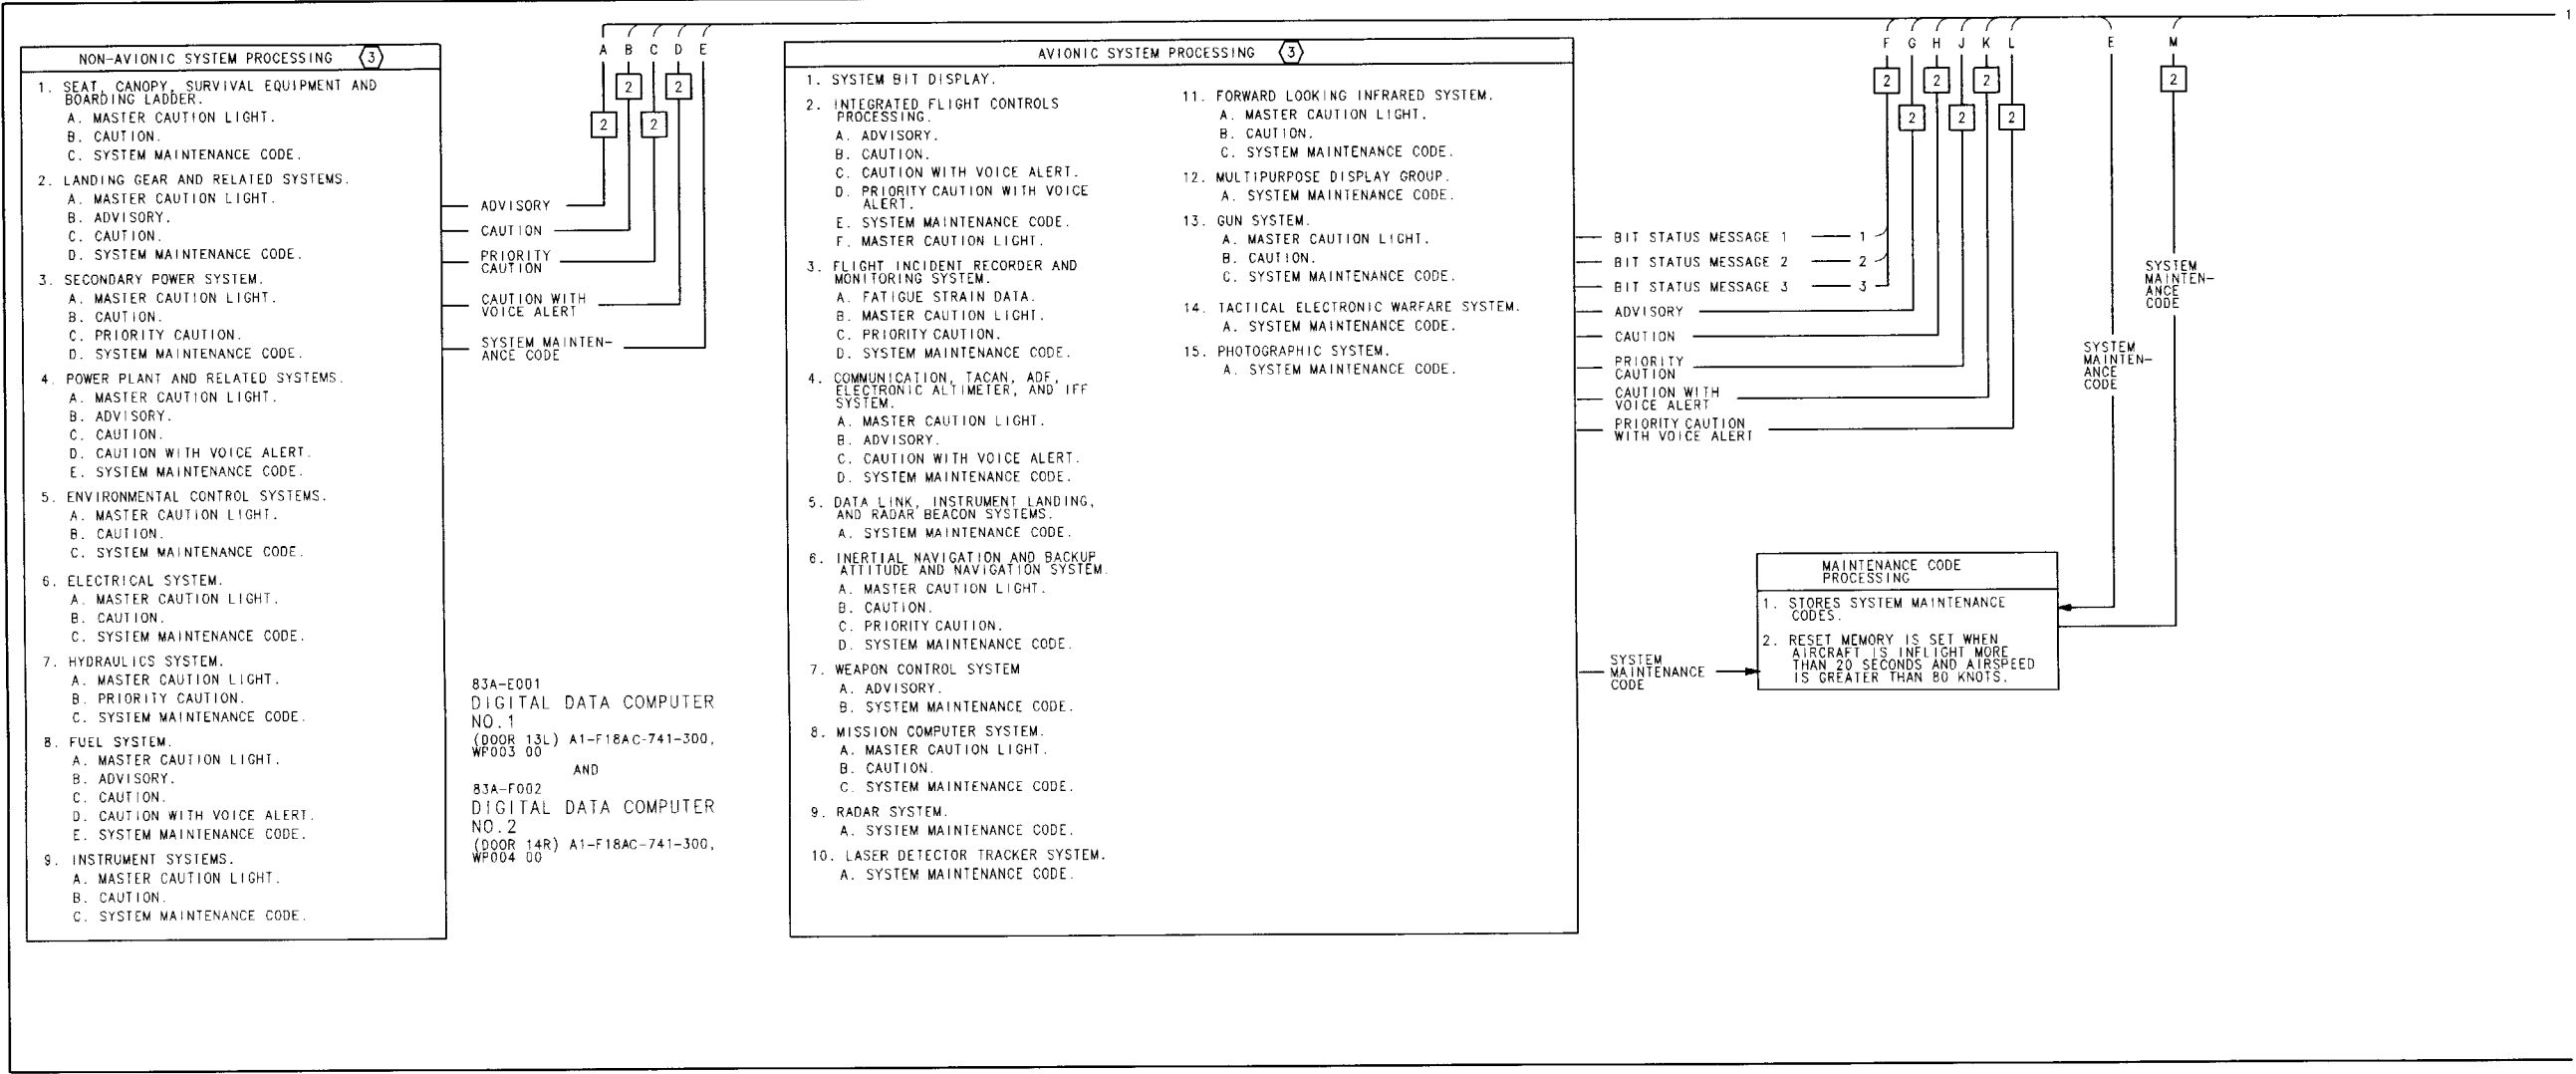 1
A B C D E
F G H J K L E M
2 2
2 2
2 2 2 2
2 2 2
NON-AVIONIC SYSTEM PROCESSING 3
1. SEAT, CANOPY, SURVIVAL EQUIPMENT AND
BOARDING LADDER.
A. MASTER CAUTION LIGHT.
B. CAUTION.
C. SYSTEM MAINTENANCE CODE.
2. LANDING GEAR AND RELATED SYSTEMS.
A. MASTER CAUTION LIGHT.
B. ADVISORY.
C. CAUTION.
D. SYSTEM MAINTENANCE CODE.
3. SECONDARY POWER SYSTEM.
A. MASTER CAUTION LIGHT.
B. CAUTION.
C. PRIORITY CAUTION.
D. SYSTEM MAINTENANCE CODE.
4. POWER PLANT AND RELATED SYSTEMS.
A. MASTER CAUTION LIGHT.
B. ADVISORY.
C. CAUTION.
D. CAUTION WITH VOICE ALERT.
E. SYSTEM MAINTENANCE CODE.
5. ENVIRONMENTAL CONTROL SYSTEMS.
A. MASTER CAUTION LIGHT.
B. CAUTION.
C. SYSTEM MAINTENANCE CODE.
6. ELECTRICAL SYSTEM.
A. MASTER CAUTION LIGHT.
B. CAUTION.
C. SYSTEM MAINTENANCE CODE.
7. HYDRAULICS SYSTEM.
A. MASTER CAUTION LIGHT.
B. PRIORITY CAUTION.
C. SYSTEM MAINTENANCE CODE.
8. FUEL SYSTEM.
A. MASTER CAUTION LIGHT.
B. ADVISORY.
C. CAUTION.
D. CAUTION WITH VOICE ALERT.
E. SYSTEM MAINTENANCE CODE.
9. INSTRUMENT SYSTEMS.
A. MASTER CAUTION LIGHT.
B. CAUTION.
C. SYSTEM MAINTENANCE CODE.
ADVISORY
CAUTION
PRIORITY
CAUTION
CAUTION WITH
VOICE ALERT
SYSTEM MAINTEN-
ANCE CODE
83A-E001
DIGITAL DATA COMPUTER
NO.1
(DOOR 13L) A1-F18AC-741-300,
WP003 00
AND
83A-F002
DIGITAL DATA COMPUTER
NO.2
(DOOR 14R) A1-F18AC-741-300,
WP004 00
AVIONIC SYSTEM PROCESSING 3
1. SYSTEM BIT DISPLAY.
2. INTEGRATED FLIGHT CONTROLS
PROCESSING.
A. ADVISORY.
B. CAUTION.
C. CAUTION WITH VOICE ALERT.
D. PRIORITY CAUTION WITH VOICE
ALERT.
E. SYSTEM MAINTENANCE CODE.
F. MASTER CAUTION LIGHT.
3. FLIGHT INCIDENT RECORDER AND
MONITORING SYSTEM.
A. FATIGUE STRAIN DATA.
B. MASTER CAUTION LIGHT.
C. PRIORITY CAUTION.
D. SYSTEM MAINTENANCE CODE.
4. COMMUNICATION, TACAN, ADF,
ELECTRONIC ALTIMETER, AND IFF
SYSTEM.
A. MASTER CAUTION LIGHT.
B. ADVISORY.
C. CAUTION WITH VOICE ALERT.
D. SYSTEM MAINTENANCE CODE.
5. DATA LINK, INSTRUMENT LANDING,
AND RADAR BEACON SYSTEMS.
A. SYSTEM MAINTENANCE CODE.
6. INERTIAL NAVIGATION AND BACKUP
ATTITUDE AND NAVIGATION SYSTEM.
A. MASTER CAUTION LIGHT.
B. CAUTION.
C. PRIORITY CAUTION.
D. SYSTEM MAINTENANCE CODE.
7. WEAPON CONTROL SYSTEM
A. ADVISORY.
B. SYSTEM MAINTENANCE CODE.
8. MISSION COMPUTER SYSTEM.
A. MASTER CAUTION LIGHT.
B. CAUTION.
C. SYSTEM MAINTENANCE CODE.
9. RADAR SYSTEM.
A. SYSTEM MAINTENANCE CODE.
10. LASER DETECTOR TRACKER SYSTEM.
A. SYSTEM MAINTENANCE CODE.
11. FORWARD LOOKING INFRARED SYSTEM.
A. MASTER CAUTION LIGHT.
B. CAUTION.
C. SYSTEM MAINTENANCE CODE.
12. MULTIPURPOSE DISPLAY GROUP.
A. SYSTEM MAINTENANCE CODE.
13. GUN SYSTEM.
A. MASTER CAUTION LIGHT.
B. CAUTION.
C. SYSTEM MAINTENANCE CODE.
14. TACTICAL ELECTRONIC WARFARE SYSTEM.
A. SYSTEM MAINTENANCE CODE.
15. PHOTOGRAPHIC SYSTEM.
A. SYSTEM MAINTENANCE CODE.
BIT STATUS MESSAGE 1 1
BIT STATUS MESSAGE 2 2
BIT STATUS MESSAGE 3 3
ADVISORY
CAUTION
PRIORITY
CAUTION
CAUTION WITH
VOICE ALERT
PRIORITY CAUTION
WITH VOICE ALERT
SYSTEM
MAINTENANCE
CODE
SYSTEM
MAINTEN-
ANCE
CODE
SYSTEM
MAINTEN-
ANCE
CODE
MAINTENANCE CODE
PROCESSING
1. STORES SYSTEM MAINTENANCE
CODES.
2. RESET MEMORY IS SET WHEN
AIRCRAFT IS INFLIGHT MORE
THAN 20 SECONDS AND AIRSPEED
IS GREATER THAN 80 KNOTS.